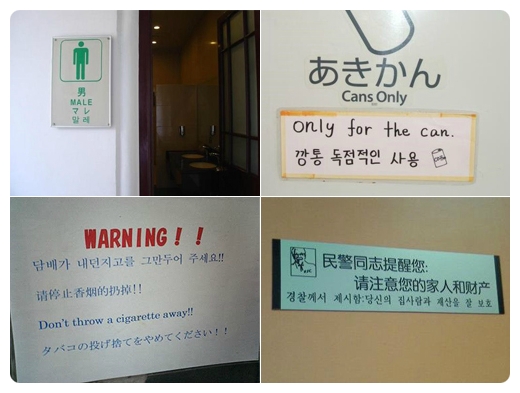 男
MALE
マレ
말레
あきかん
Cans Only
only for the can.
깡통 독점적인 사용
WARNING!!
담배가 내던지고를 그만두어 주세요!!
请停止香烟的扔掉!!
Don't throw a cigarette away!!
タバコの投げ捨てをやめてください!!
KFC
民警同志提醒您:
请注意您的家人和财产
경찰께서 제시함:당신의 집사람과 재산을 잘 보호